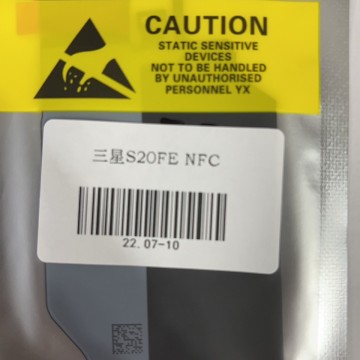 CAUTION
STATIC SENSITIVE
DEVICES
NOT TO BE HANDLED
BY UNAUTHORISED
PERSONNEL YX
三星S20FE NFC
22.07-10